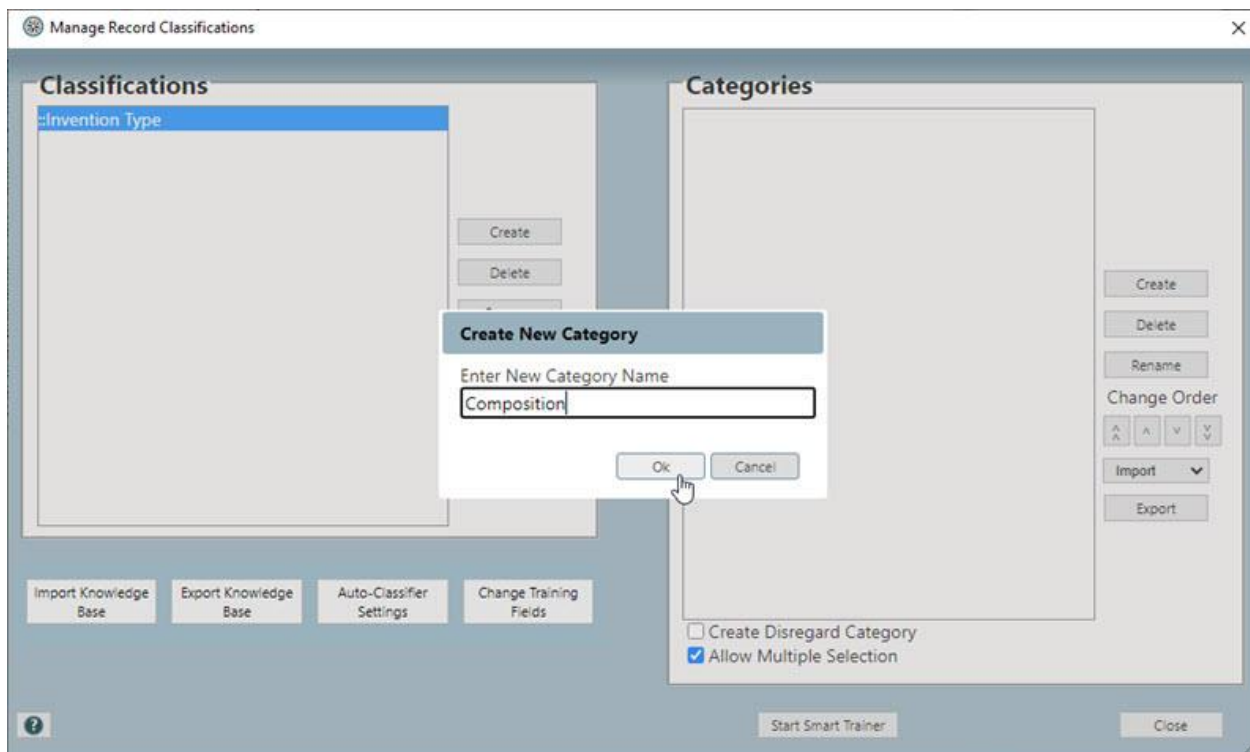 Manage Record Classifications
Classifications
::Invention Type
Create
Delete
Categories
Create
Delete
Rename
Change Order
Import
Export
Create New Category
Enter New Category Name
Composition
Ok
Cancel
Import Knowledge
Base
Export Knowledge
Base
Auto-Classifier
Settings
Change Training
Fields
Create Disregard Category
Allow Multiple Selection
?
Start Smart Trainer
Close